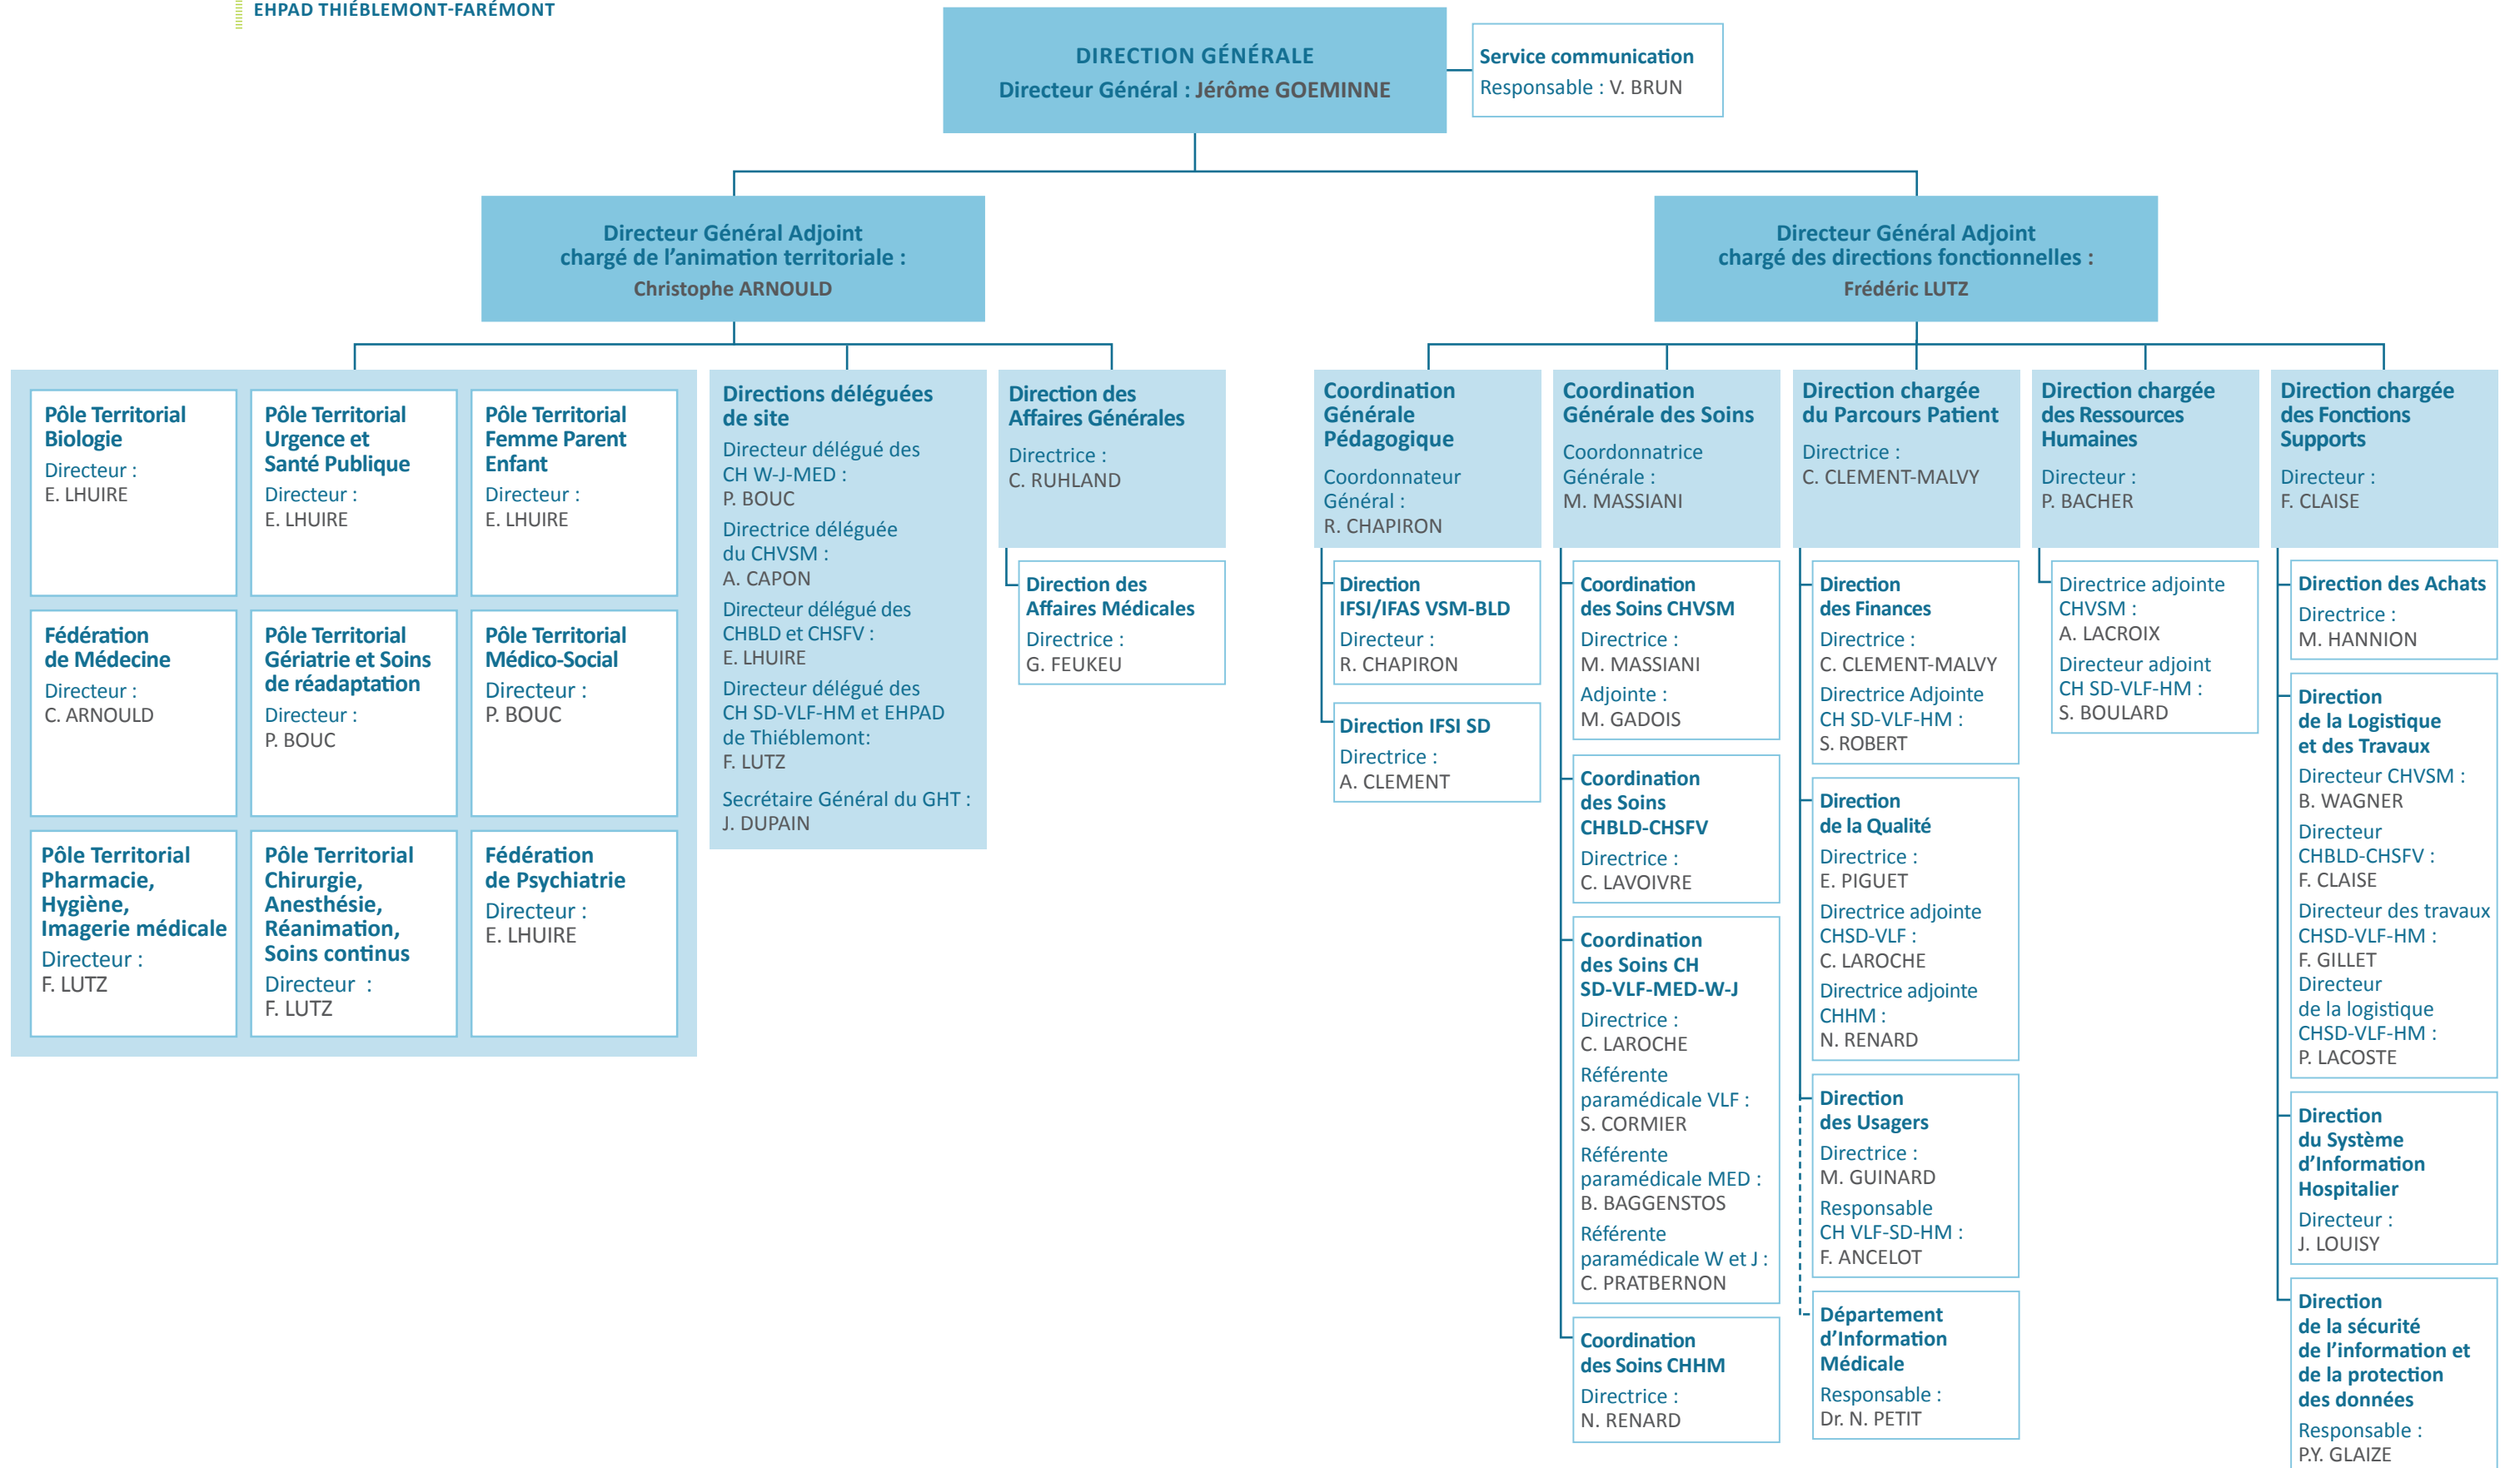 EHPAD THIÉBLEMONT-FARÉMONT
DIRECTION GÉNÉRALE
Directeur Général : Jérôme GOEMINNE
Service communication
Responsable : V. BRUN
Directeur Général Adjoint
chargé de l’animation territoriale :
Christophe ARNOULD
Directeur Général Adjoint
chargé des directions fonctionnelles :
Frédéric LUTZ
Pôle Territorial
Biologie
Directeur :
E. LHUIRE
Pôle Territorial
Urgence et
Santé Publique
Directeur :
E. LHUIRE
Pôle Territorial
Femme Parent
Enfant
Directeur :
E. LHUIRE
Fédération
de Médecine
Directeur :
C. ARNOULD
Pôle Territorial
Gériatrie et Soins
de réadaptation
Directeur :
P. BOUC
Pôle Territorial
Médico-Social
Directeur :
P. BOUC
Pôle Territorial
Pharmacie,
Hygiène,
Imagerie médicale
Directeur :
F. LUTZ
Pôle Territorial
Chirurgie,
Anesthésie,
Réanimation,
Soins continus
Directeur :
F. LUTZ
Fédération
de Psychiatrie
Directeur :
E. LHUIRE
Directions déléguées
de site
Directeur délégué des
CH W-J-MED :
P. BOUC
Directrice déléguée
du CHVSM :
A. CAPON
Directeur délégué des
CHBLD et CHSFV :
E. LHUIRE
Directeur délégué des
CH SD-VLF-HM et EHPAD
de Thiéblemont:
F. LUTZ
Secrétaire Général du GHT :
J. DUPAIN
Direction des
Affaires Générales
Directrice :
C. RUHLAND
Direction des
Affaires Médicales
Directrice :
G. FEUKEU
Coordination
Générale
Pédagogique
Coordonnateur
Général :
R. CHAPIRON
Direction
IFSI/IFAS VSM-BLD
Directeur :
R. CHAPIRON
Direction IFSI SD
Directrice :
A. CLEMENT
Coordination
Générale des Soins
Coordonnatrice
Générale :
M. MASSIANI
Coordination
des Soins CHVSM
Directrice :
M. MASSIANI
Adjointe :
M. GADOIS
Coordination
des Soins
CHBLD-CHSFV
Directrice :
C. LAVOIVRE
Coordination
des Soins CH
SD-VLF-MED-W-J
Directrice :
C. LAROCHE
Référente
paramédicale VLF :
S. CORMIER
Référente
paramédicale MED :
B. BAGGENSTOS
Référente
paramédicale W et J :
C. PRATBERNON
Coordination
des Soins CHHM
Directrice :
N. RENARD
Direction chargée
du Parcours Patient
Directrice :
C. CLEMENT-MALVY
Direction
des Finances
Directrice :
C. CLEMENT-MALVY
Directrice Adjointe
CH SD-VLF-HM :
S. ROBERT
Direction
de la Qualité
Directrice :
E. PIGUET
Directrice adjointe
CHSD-VLF :
C. LAROCHE
Directrice adjointe
CHHM :
N. RENARD
Direction
des Usagers
Directrice :
M. GUINARD
Responsable
CH VLF-SD-HM :
F. ANCELOT
Département
d’Information
Médicale
Responsable :
Dr. N. PETIT
Direction chargée
des Ressources
Humaines
Directeur :
P. BACHER
Directrice adjointe
CHVSM :
A. LACROIX
Directeur adjoint
CH SD-VLF-HM :
S. BOULARD
Direction chargée
des Fonctions
Supports
Directeur :
F. CLAISE
Direction des Achats
Directrice :
M. HANNION
Direction
de la Logistique
et des Travaux
Directeur CHVSM :
B. WAGNER
Directeur
CHBLD-CHSFV :
F. CLAISE
Directeur des travaux
CHSD-VLF-HM :
F. GILLET
Directeur
de la logistique
CHSD-VLF-HM :
P. LACOSTE
Direction
du Système
d’Information
Hospitalier
Directeur :
J. LOUISY
Direction
de la sécurité
de l’information et
de la protection
des données
Responsable :
P.Y. GLAIZE